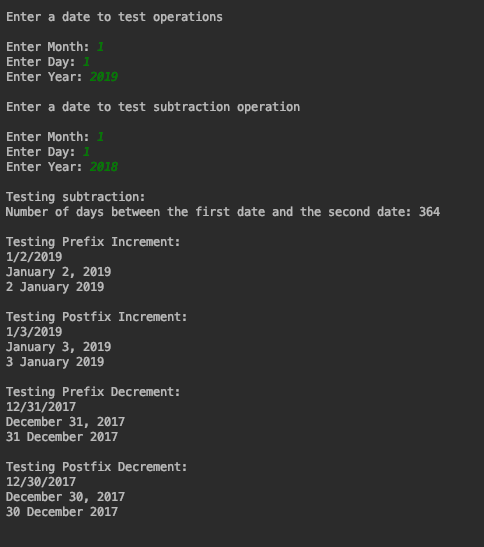 Enter a date to test operations
Enter Month: 1
Enter Day: 1
Enter Year: 2019
Enter a date to test subtraction operation
Enter Month: 1
Enter Day: 1
Enter Year: 2018
Testing subtraction:
Number of days between the first date and the second date: 364
Testing Prefix Increment:
1/2/2019
January 2, 2019
2 January 2019
Testing Postfix Increment:
1/3/2019
January 3, 2019
3 January 2019
Testing Prefix Decrement:
12/31/2017
December 31, 2017
31 December 2017
Testing Postfix Decrement:
12/30/2017
December 30, 2017
30 December 2017